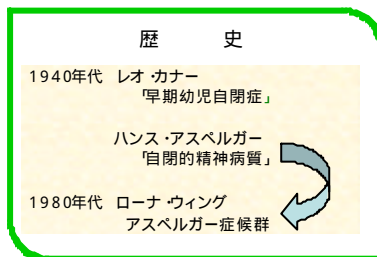 歴 史
1940年代 レオ・カナー
「早期幼児自閉症」
ハンス・アスペルガー
「自閉的精神病質」
1980年代 ローナ・ウィング
アスペルガー症候群